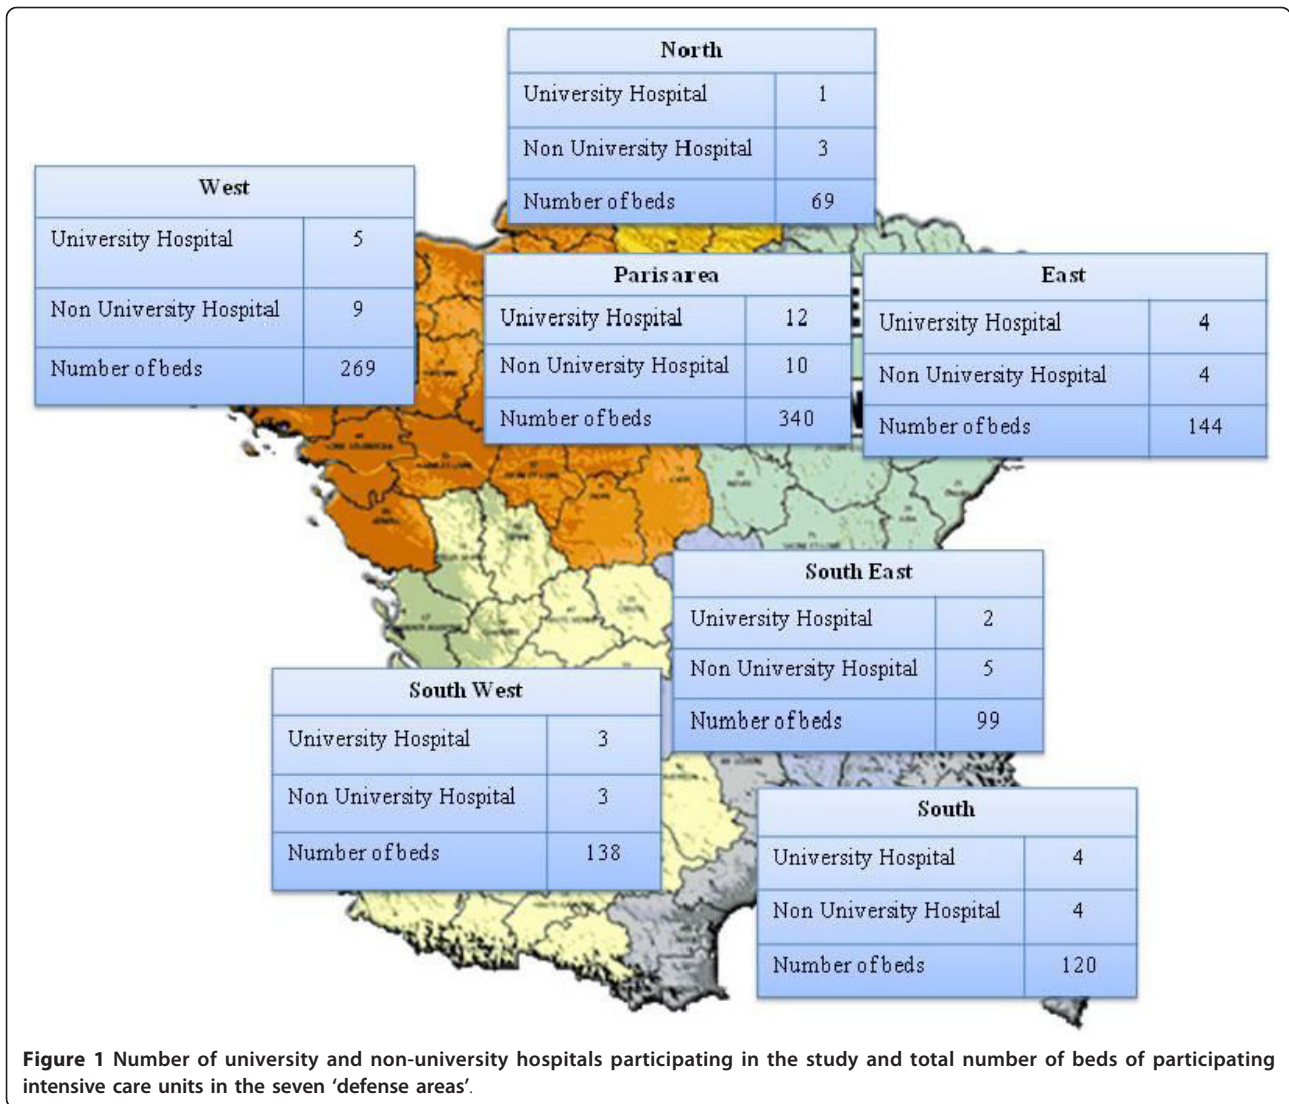 North
University Hospital 1
Non University Hospital 3
Number of beds 69
West
University Hospital 5
Non University Hospital 9
Number of beds 269
Paris area
University Hospital 12
Non University Hospital 10
Number of beds 340
East
University Hospital 4
Non University Hospital 4
Number of beds 144
South East
University Hospital 2
Non University Hospital 5
Number of beds 99
South West
University Hospital 3
Non University Hospital 3
Number of beds 138
South
University Hospital 4
Non University Hospital 4
Number of beds 120
Figure 1 Number of university and non-university hospitals participating in the study and total number of beds of participating
intensive care units in the seven ‘defense areas’.